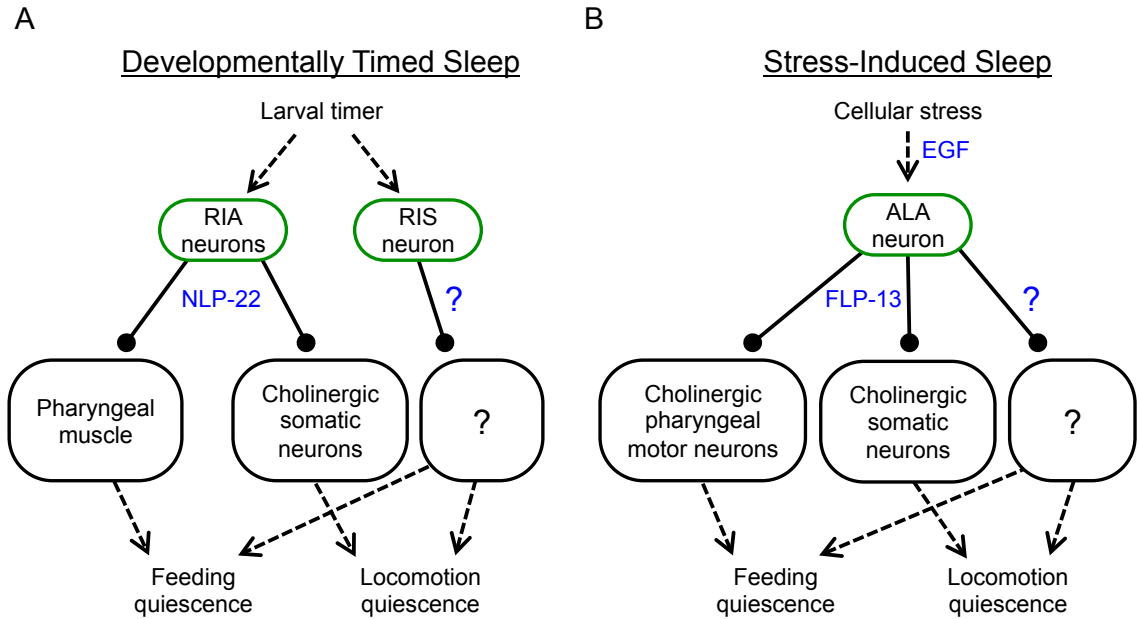 A
Developmentally Timed Sleep
Larval timer
RIA
neurons
RIS
neuron
NLP-22
?
Pharyngeal
muscle
Cholinergic
somatic
neurons
?
Feeding
quiescence
Locomotion
quiescence
B
Stress-Induced Sleep
Cellular stress
EGF
ALA
neuron
FLP-13
?
Cholinergic
pharyngeal
motor neurons
Cholinergic
somatic
neurons
?
Feeding
quiescence
Locomotion
quiescence